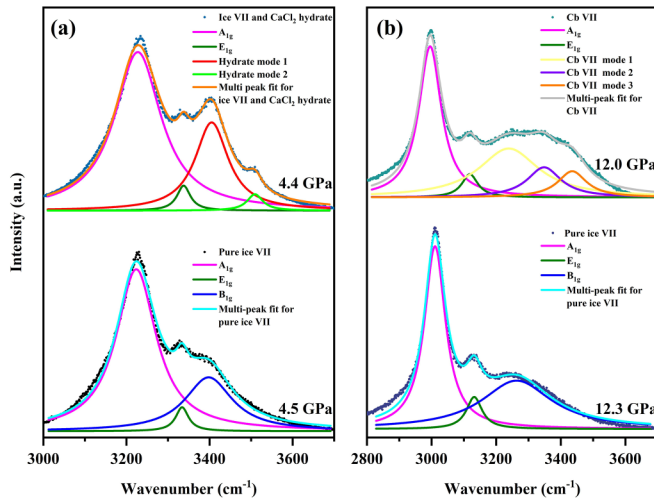 (a)
Ice VII and CaCl2 hydrate
A1g
E1g
Hydrate mode 1
Hydrate mode 2
Multi peak fit for
ice VII and CaCl2 hydrate
4.4 GPa
Pure ice VII
A1g
E1g
B1g
Multi-peak fit for
pure ice VII
4.5 GPa
3000 3200 3400 3600
Wavenumber (cm-1)
Intensity (a.u.)
(b)
Cb VII
A1g
E1g
Cb VII mode 1
Cb VII mode 2
Cb VII mode 3
Multi-peak fit for
Cb VII
12.0 GPa
Pure ice VII
A1g
E1g
B1g
Multi-peak fit for
pure ice VII
12.3 GPa
2800 3000 3200 3400 3600
Wavenumber (cm-1)